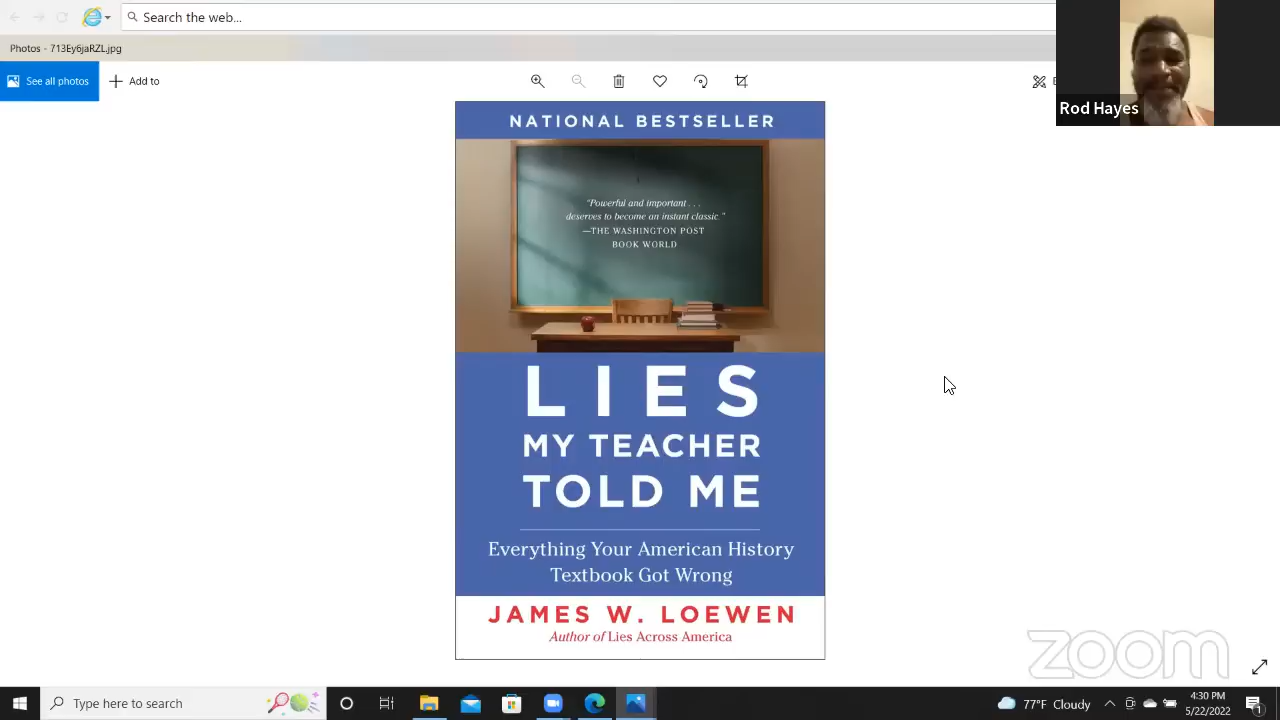 Search the web...
Photos - 713Ey6jaRZL.jpg
See all photos
Add to
Rod Hayes
NATIONAL BESTSELLER
"Powerful and important . . .
deserves to become an instant classic."
—THE WASHINGTON POST
BOOK WORLD
LIES
MY TEACHER
TOLD ME
Everything Your American History
Textbook Got Wrong
JAMES W. LOEWEN
Author of Lies Across America
zoom
Type here to search
77°F Cloudy
4:30 PM
5/22/2022
1